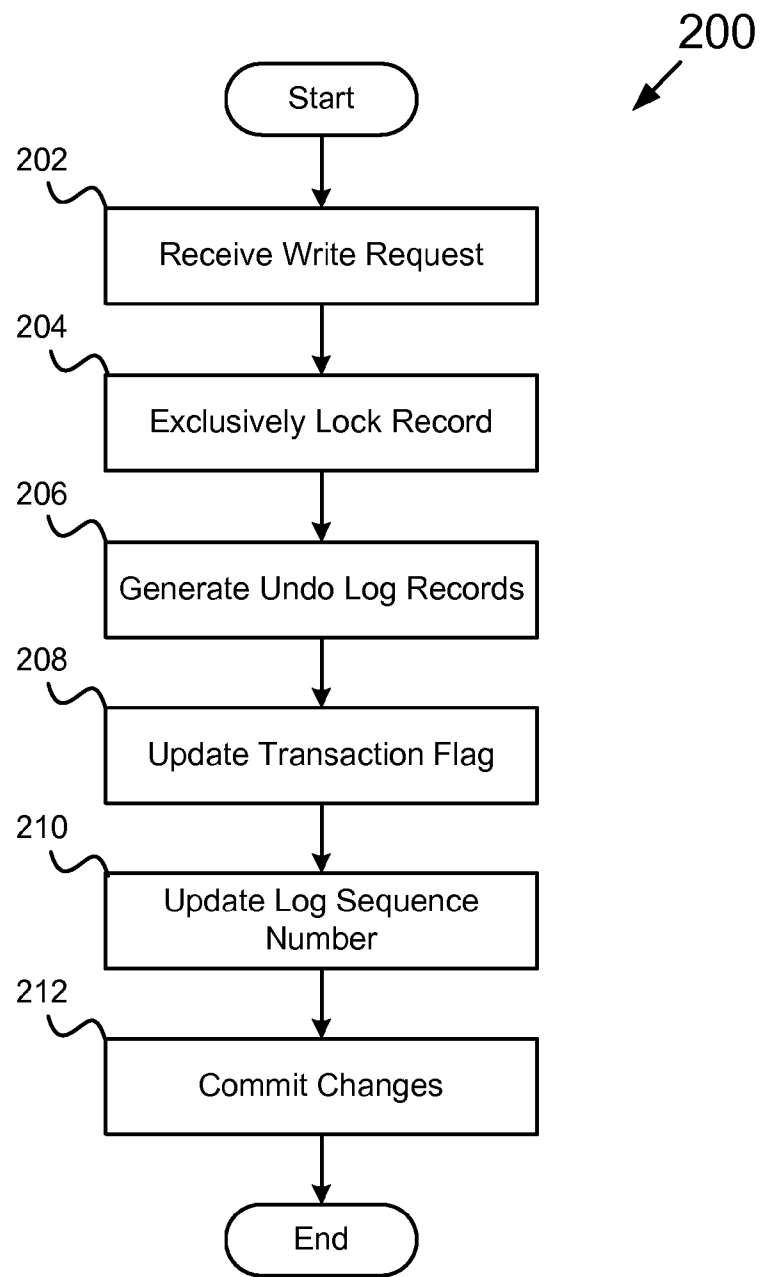 200
Start
202
Receive Write Request
204
Exclusively Lock Record
206
Generate Undo Log Records
208
Update Transaction Flag
210
Update Log Sequence
Number
212
Commit Changes
End